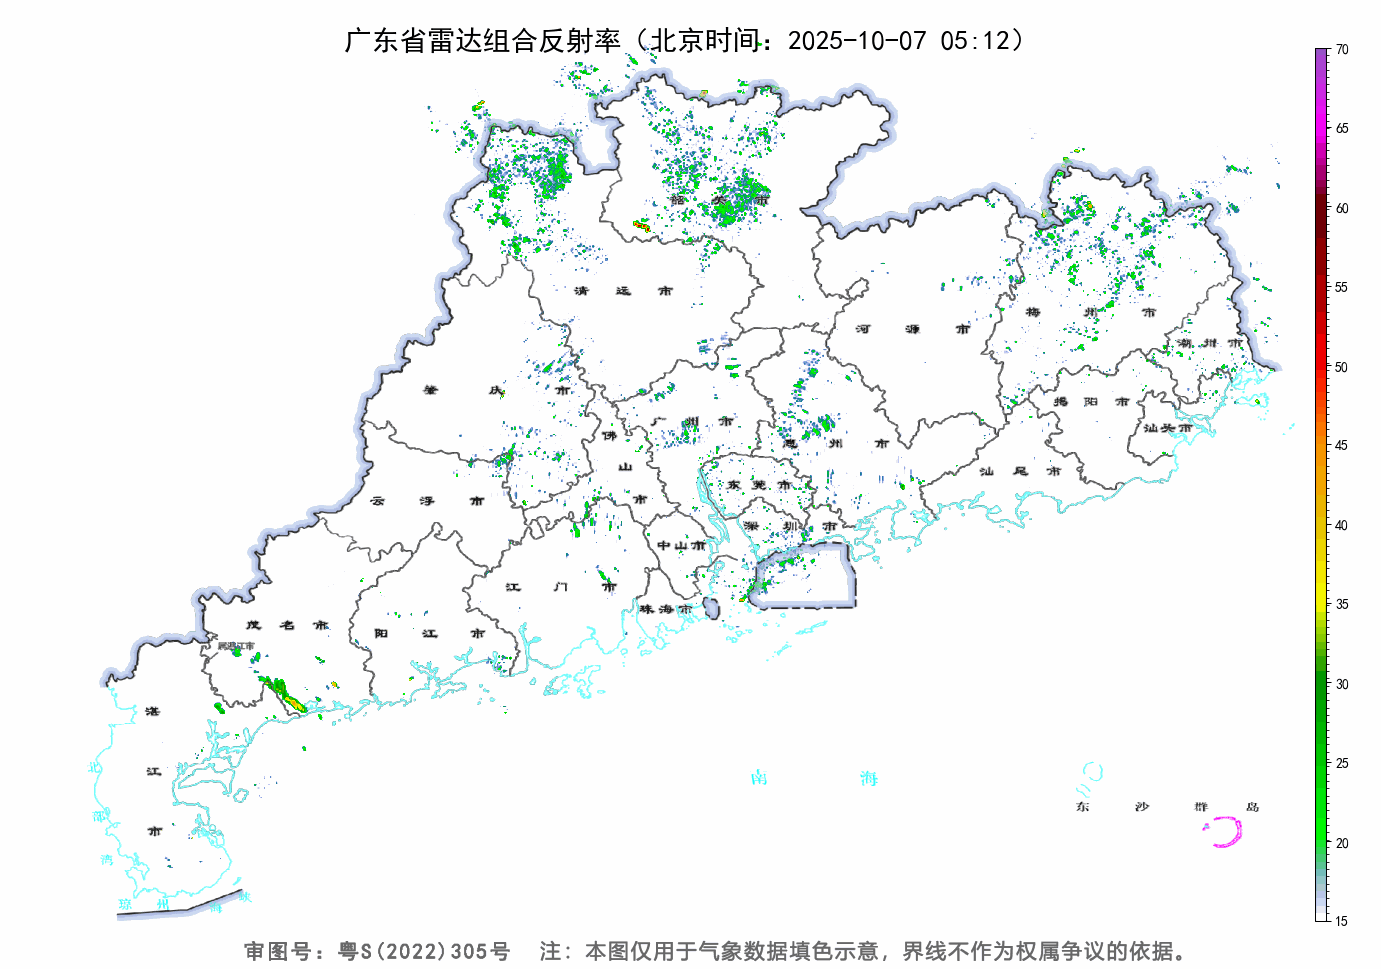 广东省雷达组合反射率（北京时间：2025-10-07 05:12）
70
65
60
55
50
45
40
35
30
25
20
15
韶关市
清远市
河源市
梅州市
潮州市
肇庆市
广州市
佛山市
惠州市
揭阳市
汕头市
汕尾市
云浮市
东莞市
深圳市
中山市
江门市
珠海市
茂名市
阳江市
湛江市
南海
东沙群岛
北部湾
琼州海峡
审图号：粤S(2022)305号 注：本图仅用于气象数据填色示意，界线不作为权属争议的依据。